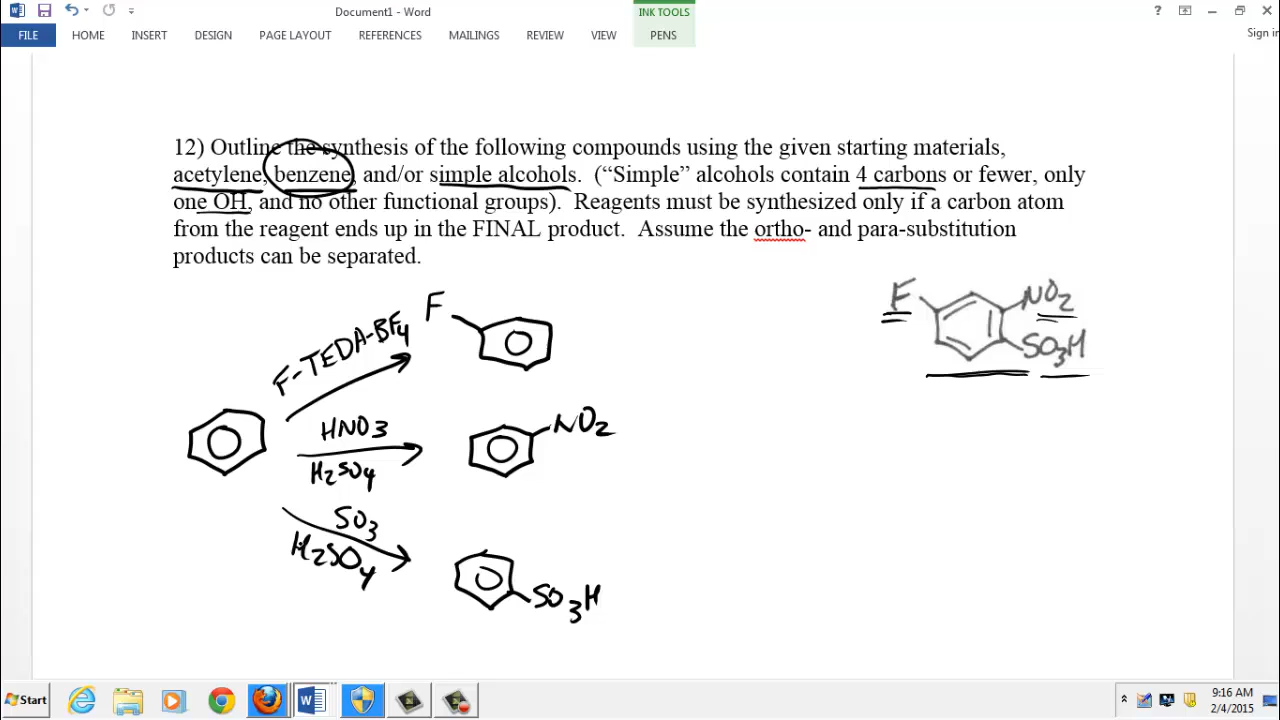 Document1 - Word
INK TOOLS
?
FILE HOME INSERT DESIGN PAGE LAYOUT REFERENCES MAILINGS REVIEW VIEW PENS
Sign in
12) Outline the synthesis of the following compounds using the given starting materials,
acetylene, benzene, and/or simple alcohols. (“Simple” alcohols contain 4 carbons or fewer, only
one OH, and no other functional groups). Reagents must be synthesized only if a carbon atom
from the reagent ends up in the FINAL product. Assume the ortho- and para-substitution
products can be separated.
F NO2
SO3H
F-TEDA-BF4
F
HNO3
H2SO4
NO2
SO3
H2SO4
SO3H
Start
9:16 AM
2/4/2015